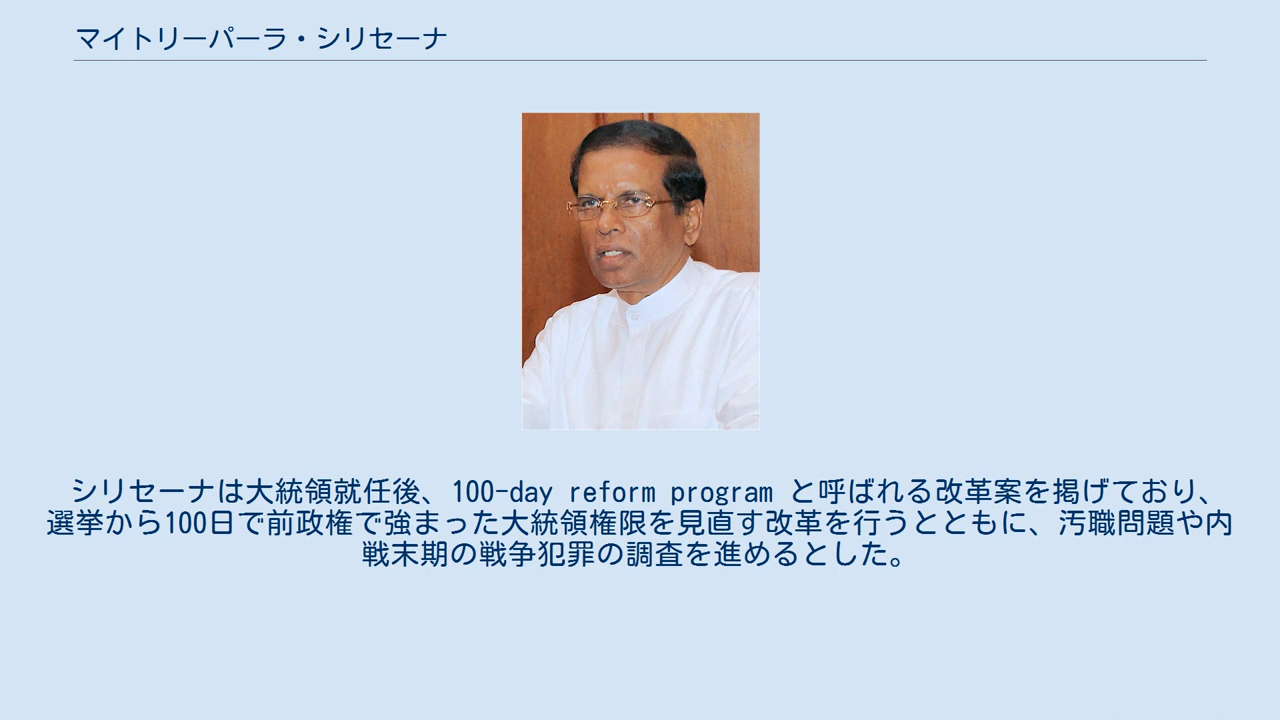 マイトリーパーラ・シリセーナ
シリセーナは大統領就任後、100-day reform program と呼ばれる改革案を掲げており、
選挙から100日で前政権で強まった大統領権限を見直す改革を行うとともに、汚職問題や内
戦末期の戦争犯罪の調査を進めるとした。